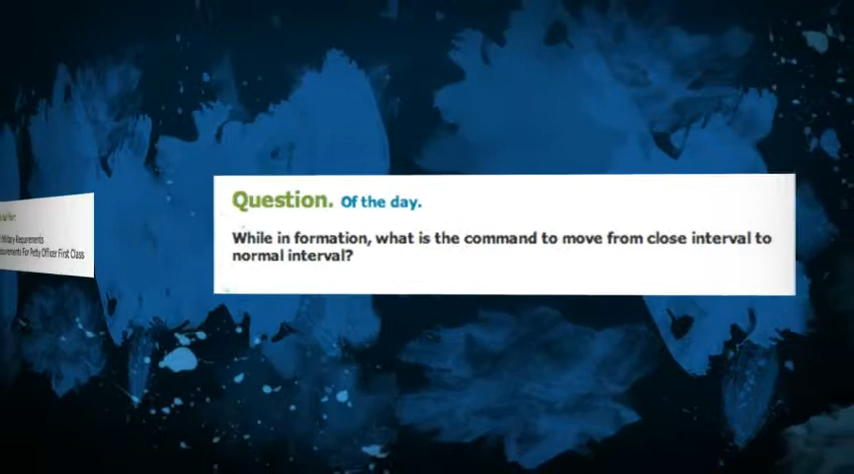 Military Requirements
For Petty Officer First Class
Question. Of the day.
While in formation, what is the command to move from close interval to
normal interval?